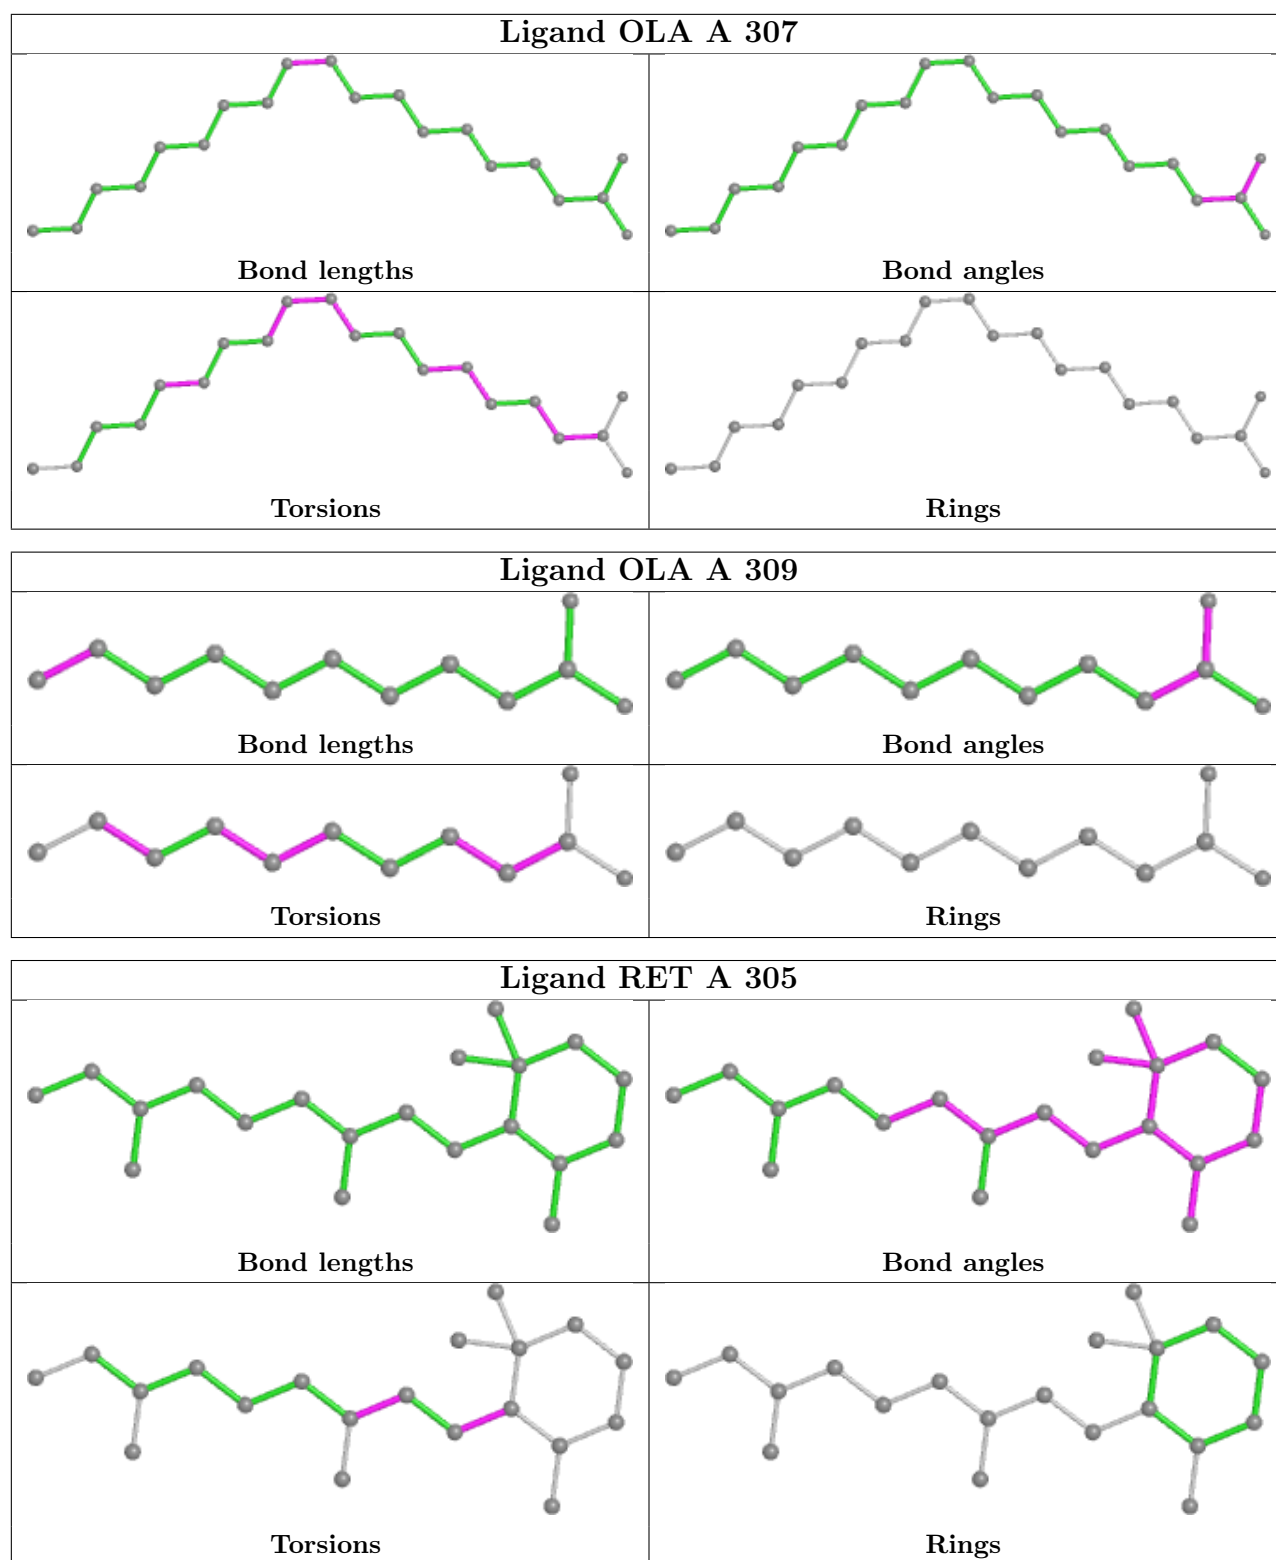 Ligand OLA A 307
Bond lengths
Bond angles
Torsions
Rings
Ligand OLA A 309
Bond lengths
Bond angles
Torsions
Rings
Ligand RET A 305
Bond lengths
Bond angles
Torsions
Rings